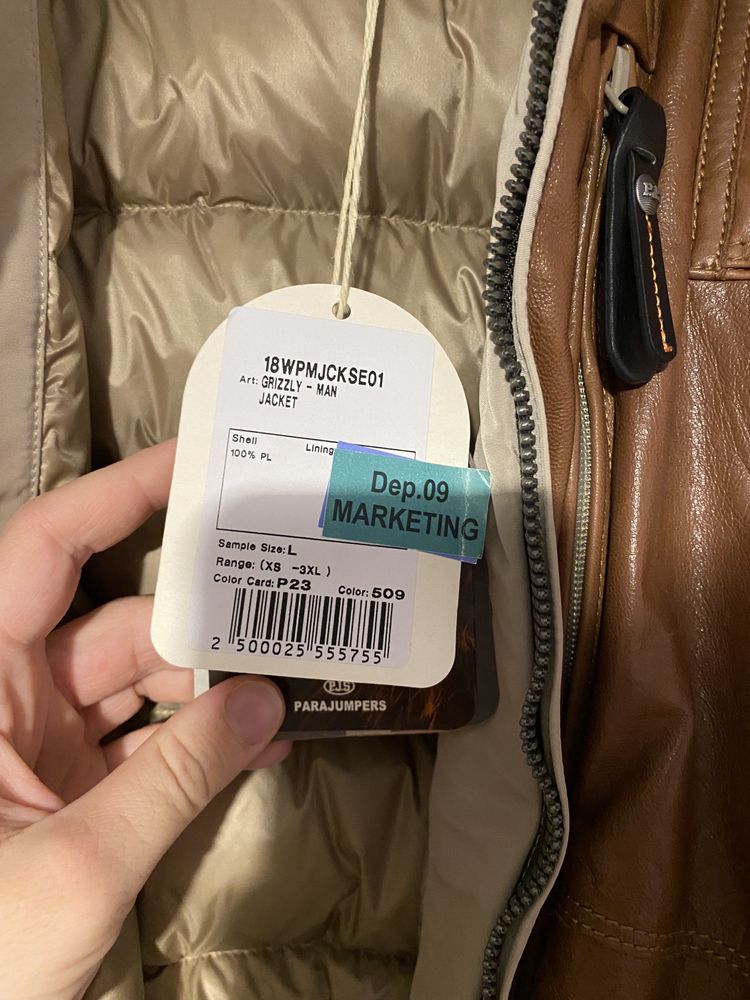 18WPMJCKSE01
Art: GRIZZLY - MAN
JACKET
Shell Lining
100% PL
Dep.09
MARKETING
Sample Size: L
Range: (XS -3XL )
Color Card: P23 Color: 509
2 500025 555755
PJS
PARAJUMPERS